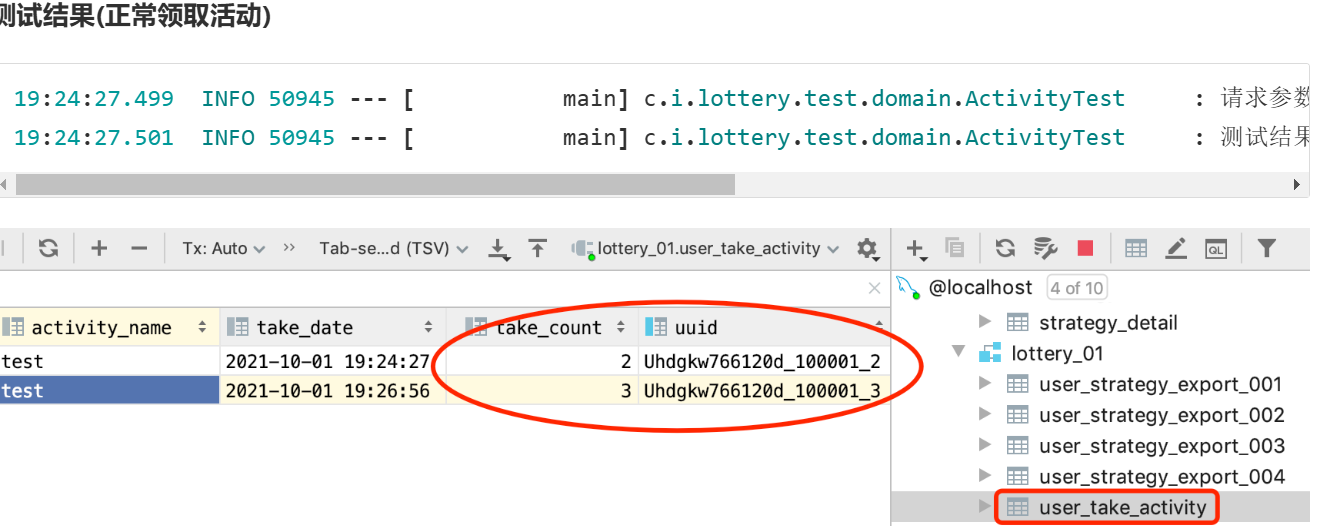 测试结果(正常领取活动)
19:24:27.499 INFO 50945 --- [ main] c.i.lottery.test.domain.ActivityTest : 请求参数
19:24:27.501 INFO 50945 --- [ main] c.i.lottery.test.domain.ActivityTest : 测试结果
Tx: Auto >> Tab-se...d (TSV) lottery_01.user_take_activity
activity_name take_date take_count uuid
test 2021-10-01 19:24:27 2 Uhdgkw766120d_100001_2
test 2021-10-01 19:26:56 3 Uhdgkw766120d_100001_3
QL
@localhost 4 of 10
strategy_detail
lottery_01
user_strategy_export_001
user_strategy_export_002
user_strategy_export_003
user_strategy_export_004
user_take_activity